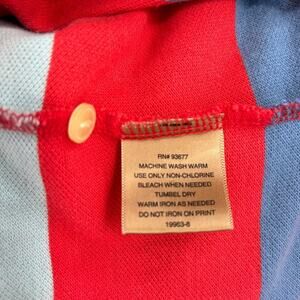 RN# 93677
MACHINE WASH WARM
USE ONLY NON-CHLORINE
BLEACH WHEN NEEDED
TUMBEL DRY
WARM IRON AS NEEDED
DO NOT IRON ON PRINT
19963-6